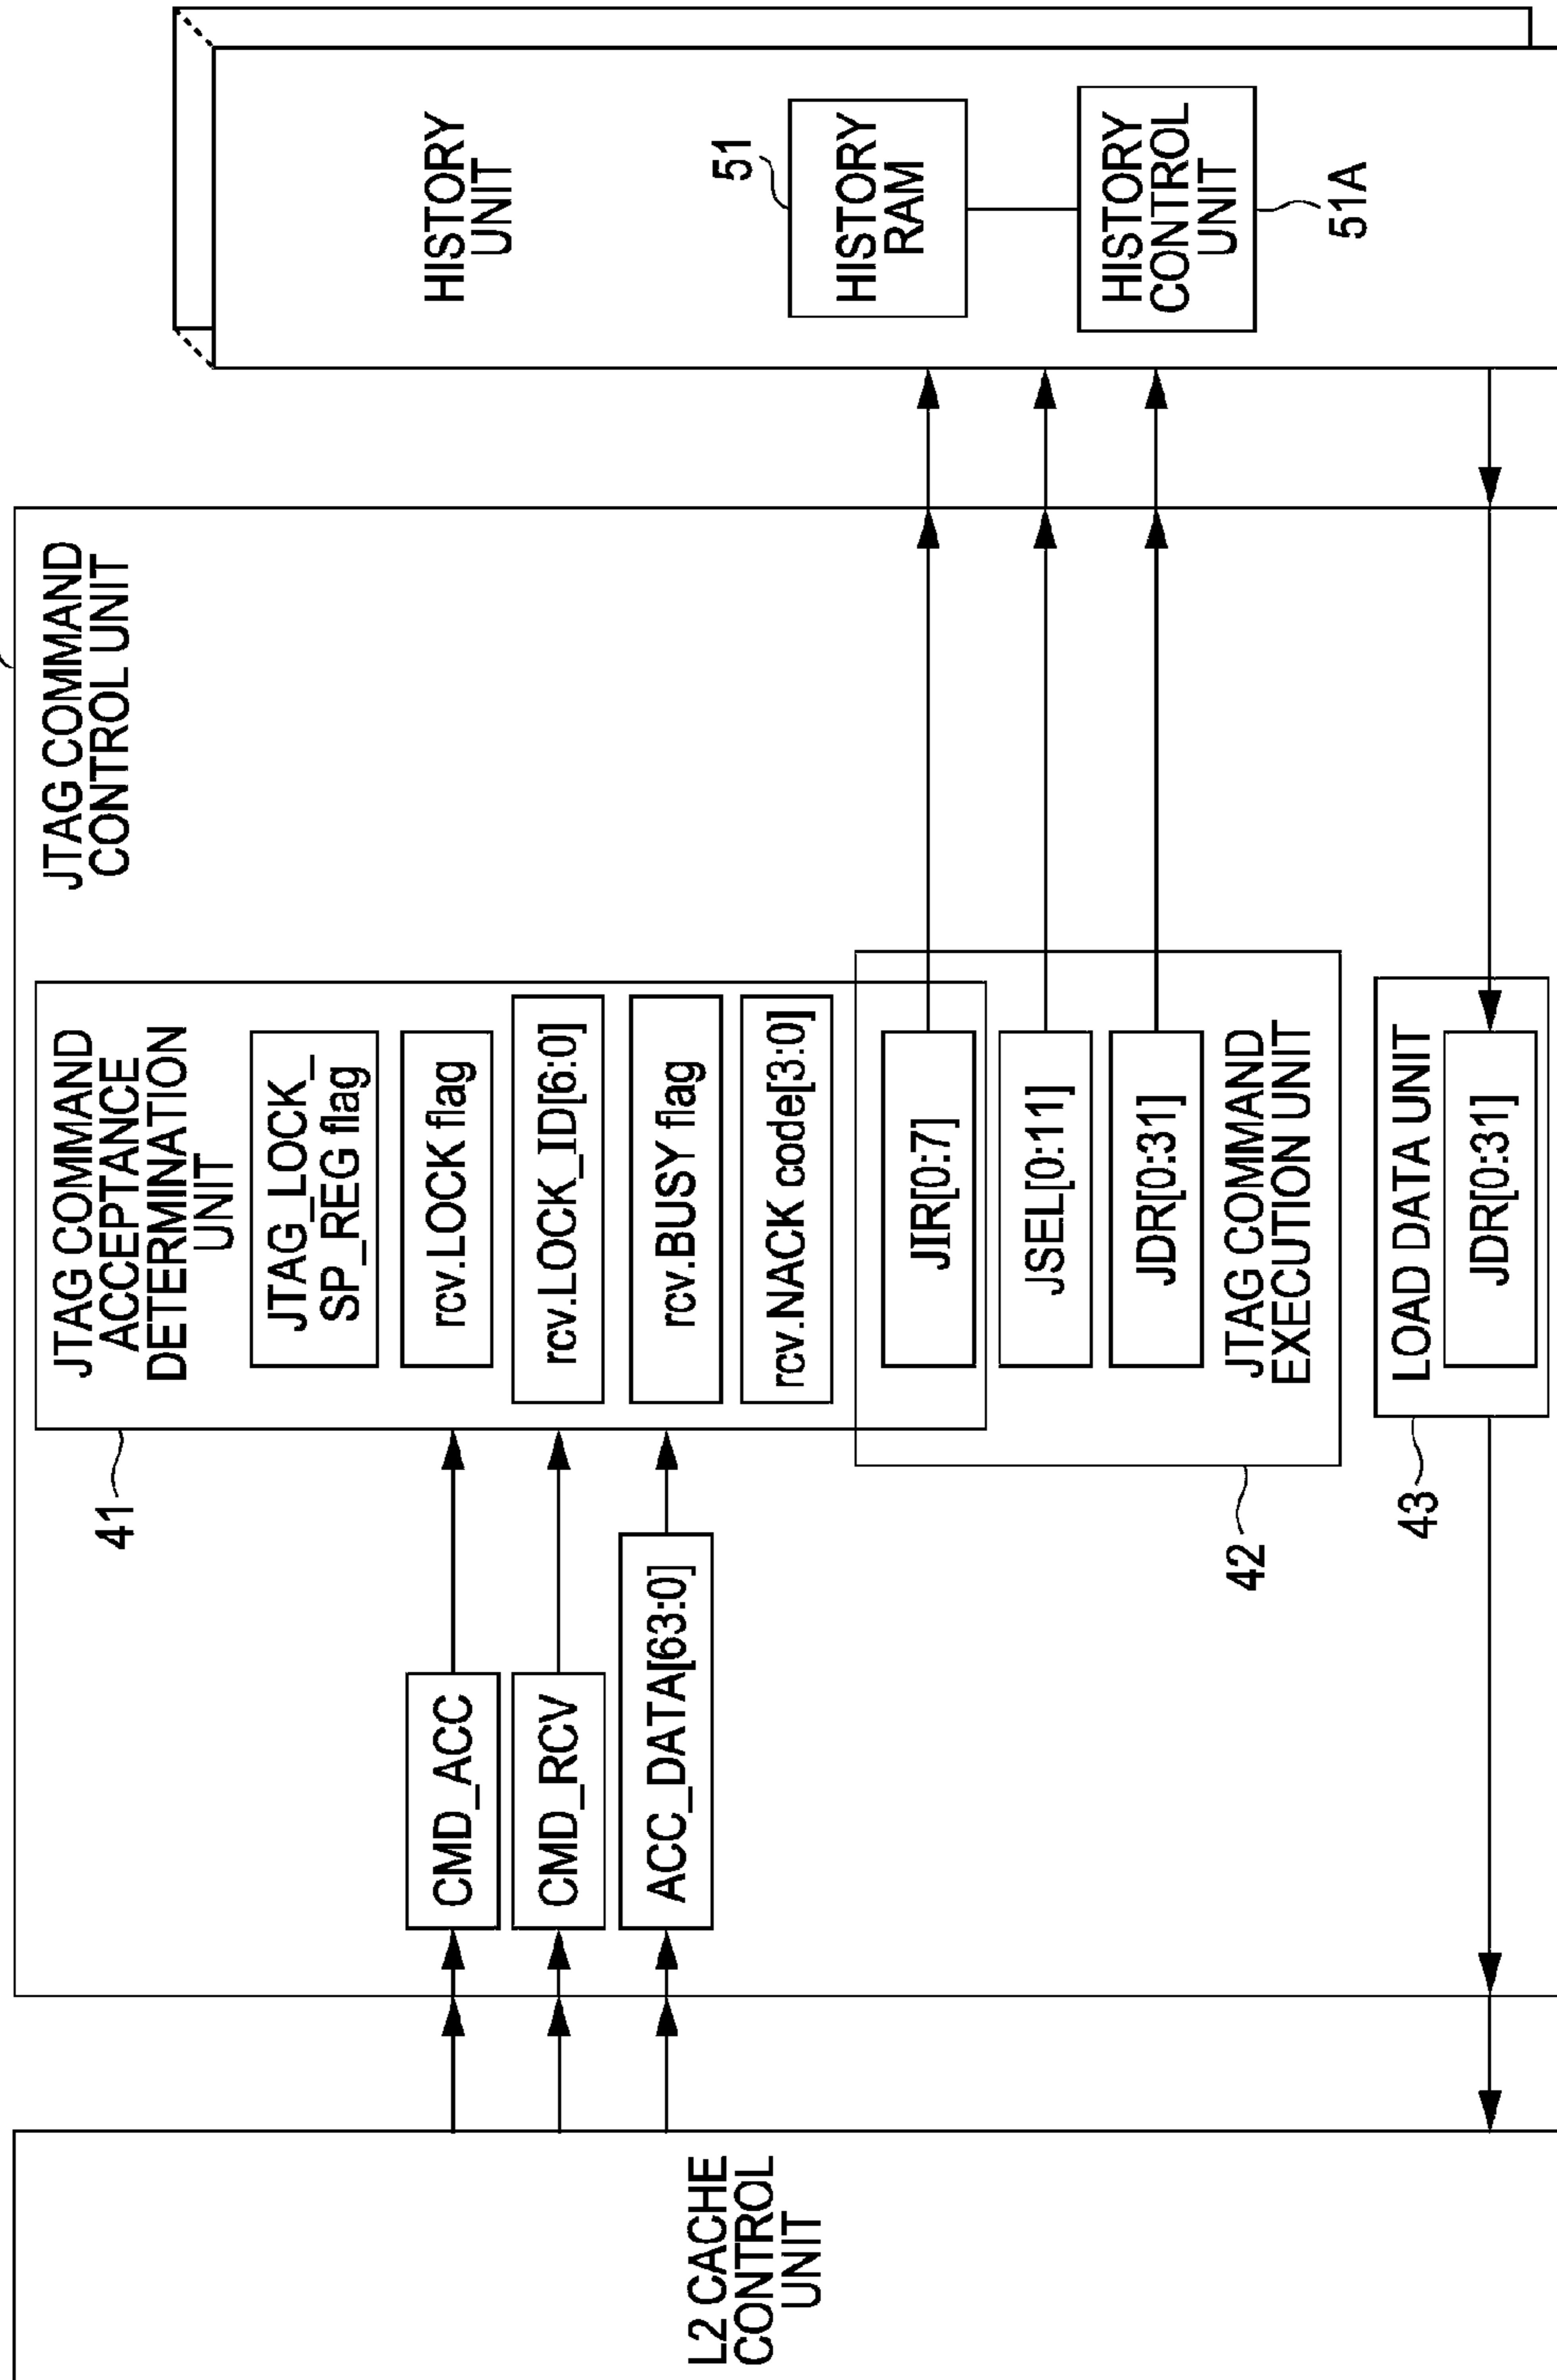 L2 CACHE
CONTROL
UNIT
JTAG COMMAND
CONTROL UNIT
CMD_ACC
CMD_RCV
ACC_DATA[63:0]
41
JTAG COMMAND
ACCEPTANCE
DETERMINATION
UNIT
JTAG_LOCK_
SP_REG flag
rcv.LOCK flag
rcv.LOCK_ID[6:0]
rcv.BUSY flag
rcv.NACK code[3:0]
JIR[0:7]
JSEL[0:11]
JDR[0:31]
JTAG COMMAND
EXECUTION UNIT
42
LOAD DATA UNIT
JDR[0:31]
43
HISTORY
UNIT
51
HISTORY
RAM
HISTORY
CONTROL
UNIT
51A